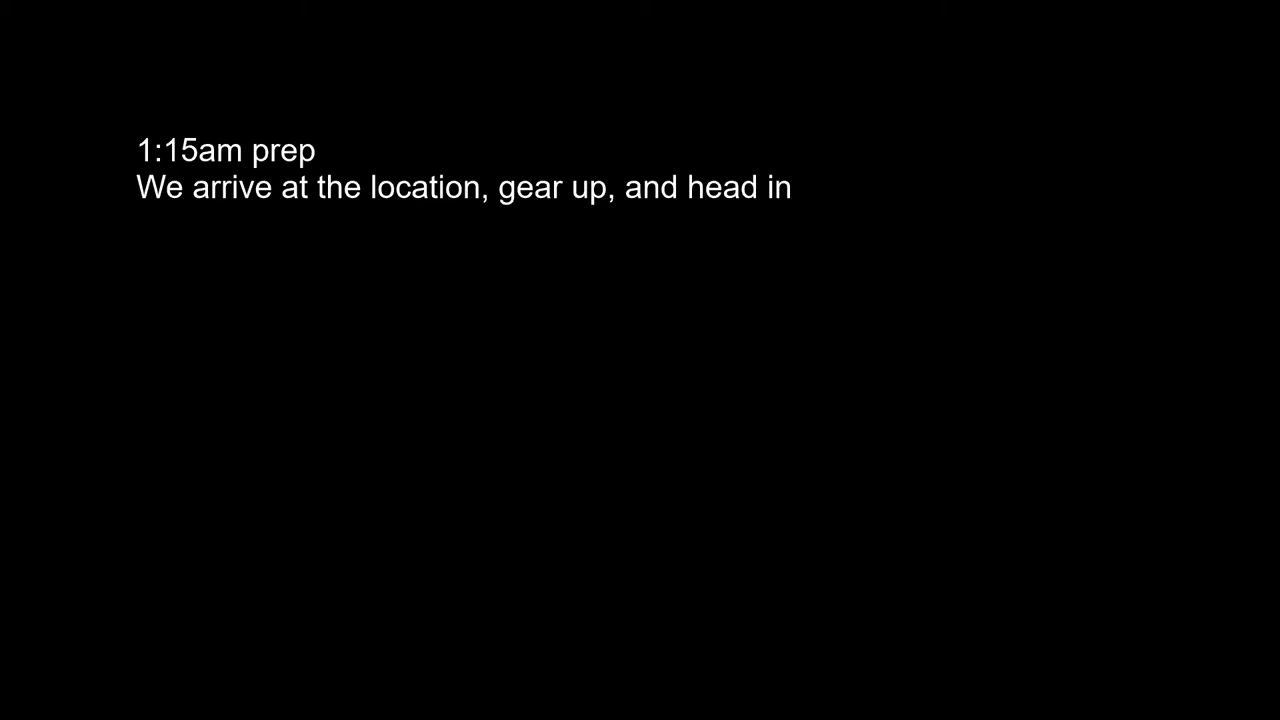 1:15am prep
We arrive at the location, gear up, and head in